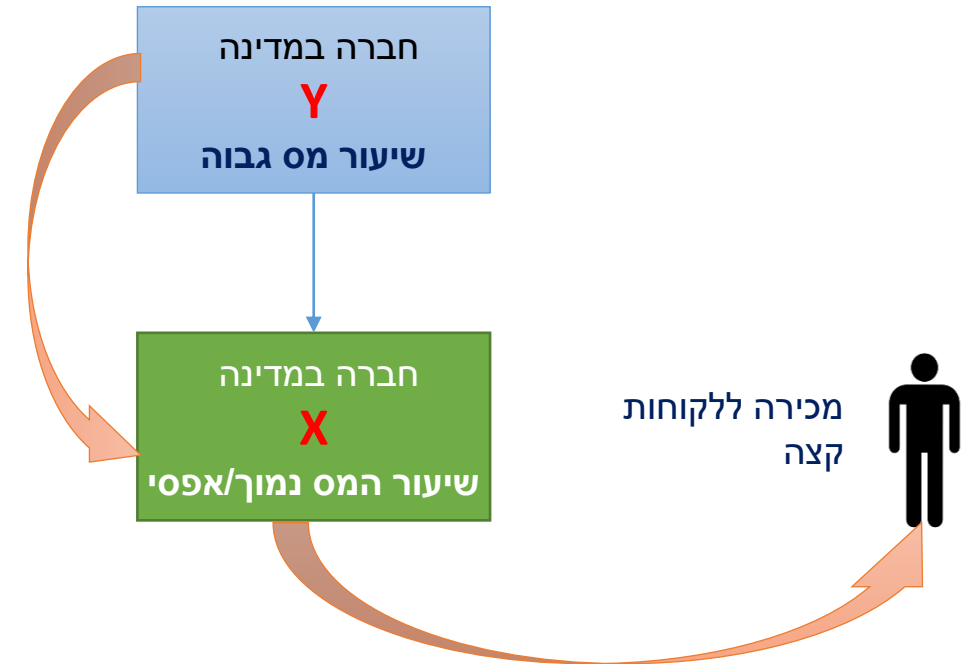 חברה במדינה
Y
שיעור מס גבוה
חברה במדינה
X
שיעור המס נמוך/אפסי
מכירה ללקוחות
קצה